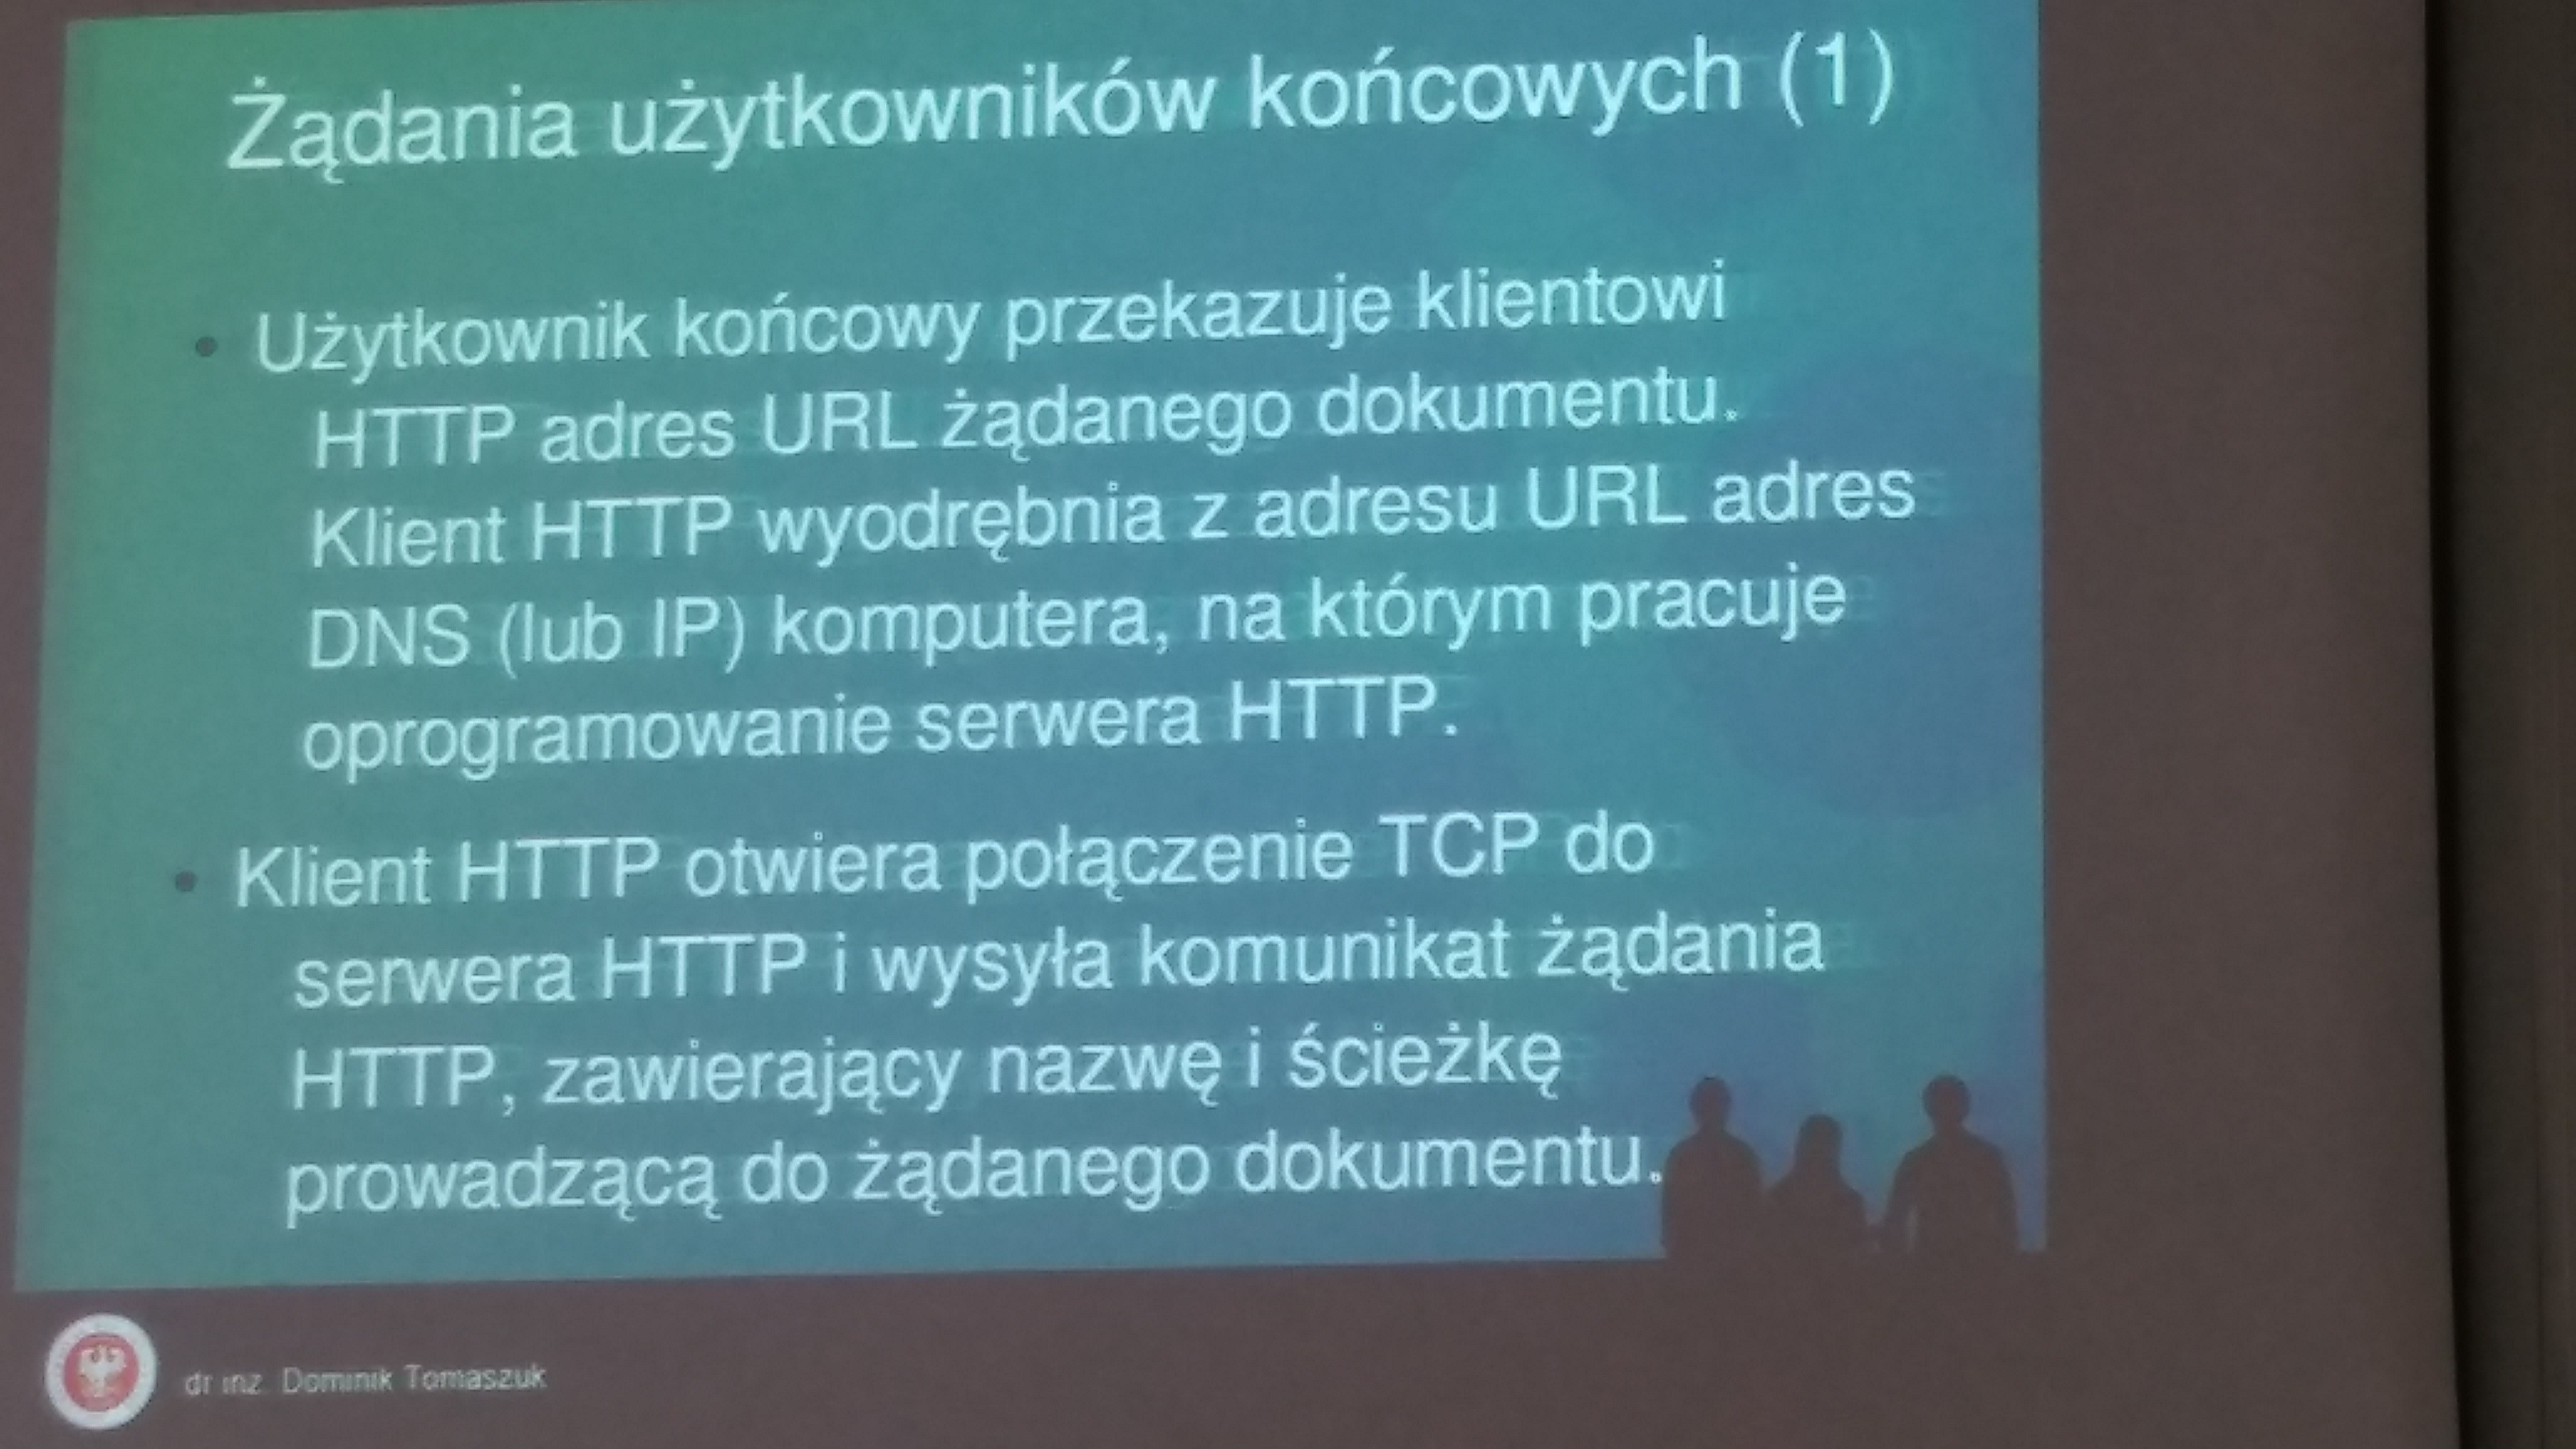 Żądania użytkowników końcowych (1)
• Użytkownik końcowy przekazuje klientowi
HTTP adres URL żądanego dokumentu.
Klient HTTP wyodrębnia z adresu URL adres
DNS (lub IP) komputera, na którym pracuje
oprogramowanie serwera HTTP.
• Klient HTTP otwiera połączenie TCP do
serwera HTTP i wysyła komunikat żądania
HTTP, zawierający nazwę i ścieżkę
prowadzącą do żądanego dokumentu.
dr inż. Dominik Tomaszuk